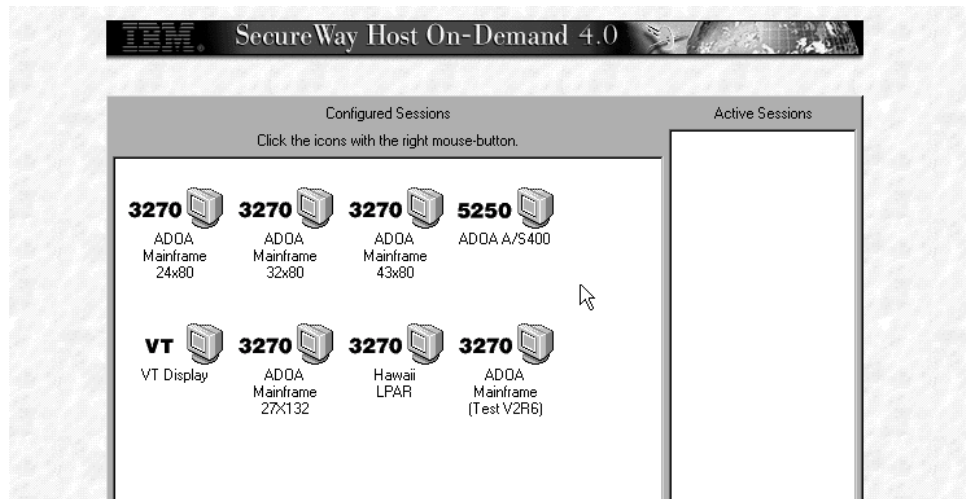 IBM. SecureWay Host On-Demand 4.0
Configured Sessions
Active Sessions
Click the icons with the right mouse-button.
3270
ADOA
Mainframe
24x80
3270
ADOA
Mainframe
32x80
3270
ADOA
Mainframe
43x80
5250
ADOA A/S400
VT
VT Display
3270
ADOA
Mainframe
27X132
3270
Hawaii
LPAR
3270
ADOA
Mainframe
(Test V2R6)